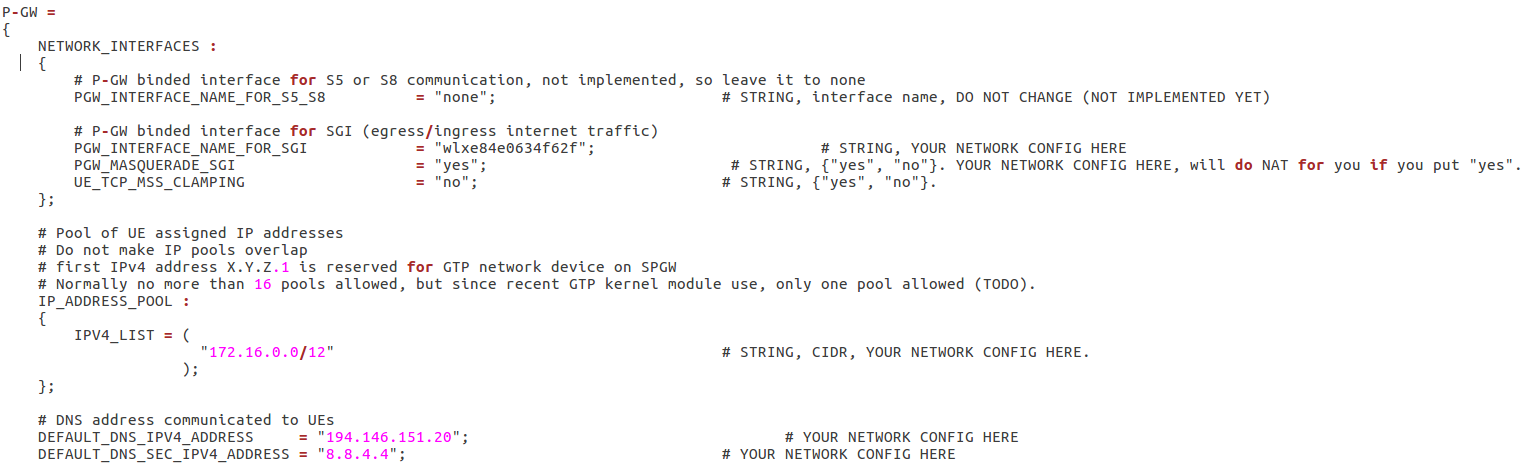 P-GW =
{
    NETWORK_INTERFACES :
    {
        # P-GW binded interface for S5 or S8 communication, not implemented, so leave it to none
        PGW_INTERFACE_NAME_FOR_S5_S8          = "none";                         # STRING, interface name, DO NOT CHANGE (NOT IMPLEMENTED YET)

        # P-GW binded interface for SGI (egress/ingress internet traffic)
        PGW_INTERFACE_NAME_FOR_SGI            = "wlxe84e0634f62f";                         # STRING, YOUR NETWORK CONFIG HERE
        PGW_MASQUERADE_SGI                    = "yes";                           # STRING, {"yes", "no"}. YOUR NETWORK CONFIG HERE, will do NAT for you if you put "yes".
        UE_TCP_MSS_CLAMPING                   = "no";                           # STRING, {"yes", "no"}.
    };

    # Pool of UE assigned IP addresses
    # Do not make IP pools overlap
    # first IPv4 address X.Y.Z.1 is reserved for GTP network device on SPGW
    # Normally no more than 16 pools allowed, but since recent GTP kernel module use, only one pool allowed (TODO).
    IP_ADDRESS_POOL :
    {
        IPV4_LIST = (
                      "172.16.0.0/12"                                           # STRING, CIDR, YOUR NETWORK CONFIG HERE.
                    );
    };

    # DNS address communicated to UEs
    DEFAULT_DNS_IPV4_ADDRESS     = "194.146.151.20";                                   # YOUR NETWORK CONFIG HERE
    DEFAULT_DNS_SEC_IPV4_ADDRESS = "8.8.4.4";                                   # YOUR NETWORK CONFIG HERE